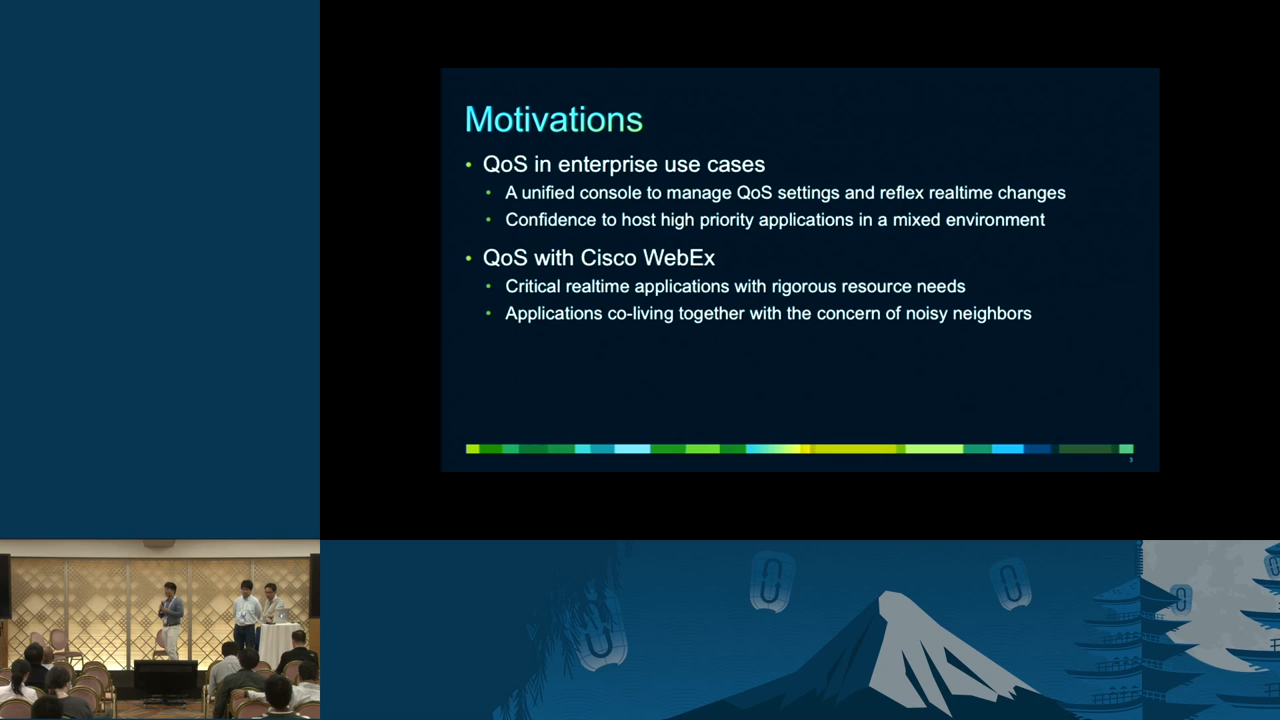 Motivations
• QoS in enterprise use cases
• A unified console to manage QoS settings and reflex realtime changes
• Confidence to host high priority applications in a mixed environment
• QoS with Cisco WebEx
• Critical realtime applications with rigorous resource needs
• Applications co-living together with the concern of noisy neighbors
3